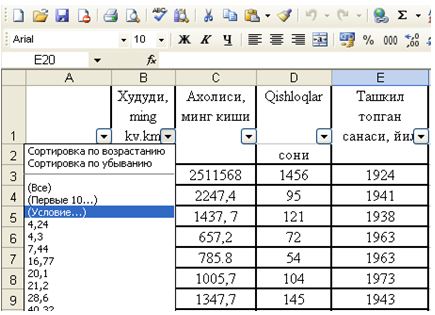 Arial 10 Ж К Ч % 000
E20 fx
A B C D E
1 Худуди, ming kv.km Ахолиси, минг киши Qishloqlar Ташкил топган санаси, йил
2 сони
Сортировка по возрастанию
Сортировка по убыванию
(Все)
(Первые 10...)
(Условие...)
4,24
4,3
7,44
16,77
20,1
21,2
28,6
40,32
3 2511568 1456 1924
4 2247,4 95 1941
5 1437, 7 121 1938
6 657,2 72 1963
7 785.8 54 1963
8 1005,7 104 1973
9 1347,7 145 1943